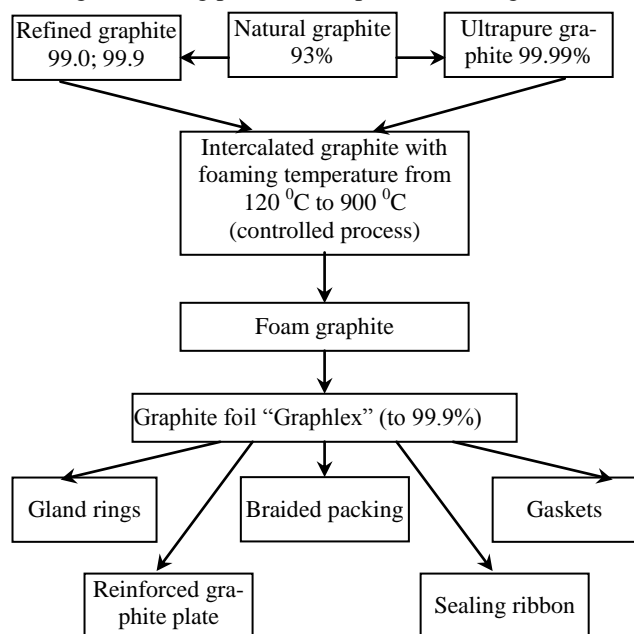 Refined graphite
99.0; 99.9
Natural graphite
93%
Ultrapure gra-
phite 99.99%
Intercalated graphite with
foaming temperature from
120 ⁰C to 900 ⁰C
(controlled process)
Foam graphite
Graphite foil “Graphlex” (to 99.9%)
Gland rings
Braided packing
Gaskets
Reinforced gra-
phite plate
Sealing ribbon